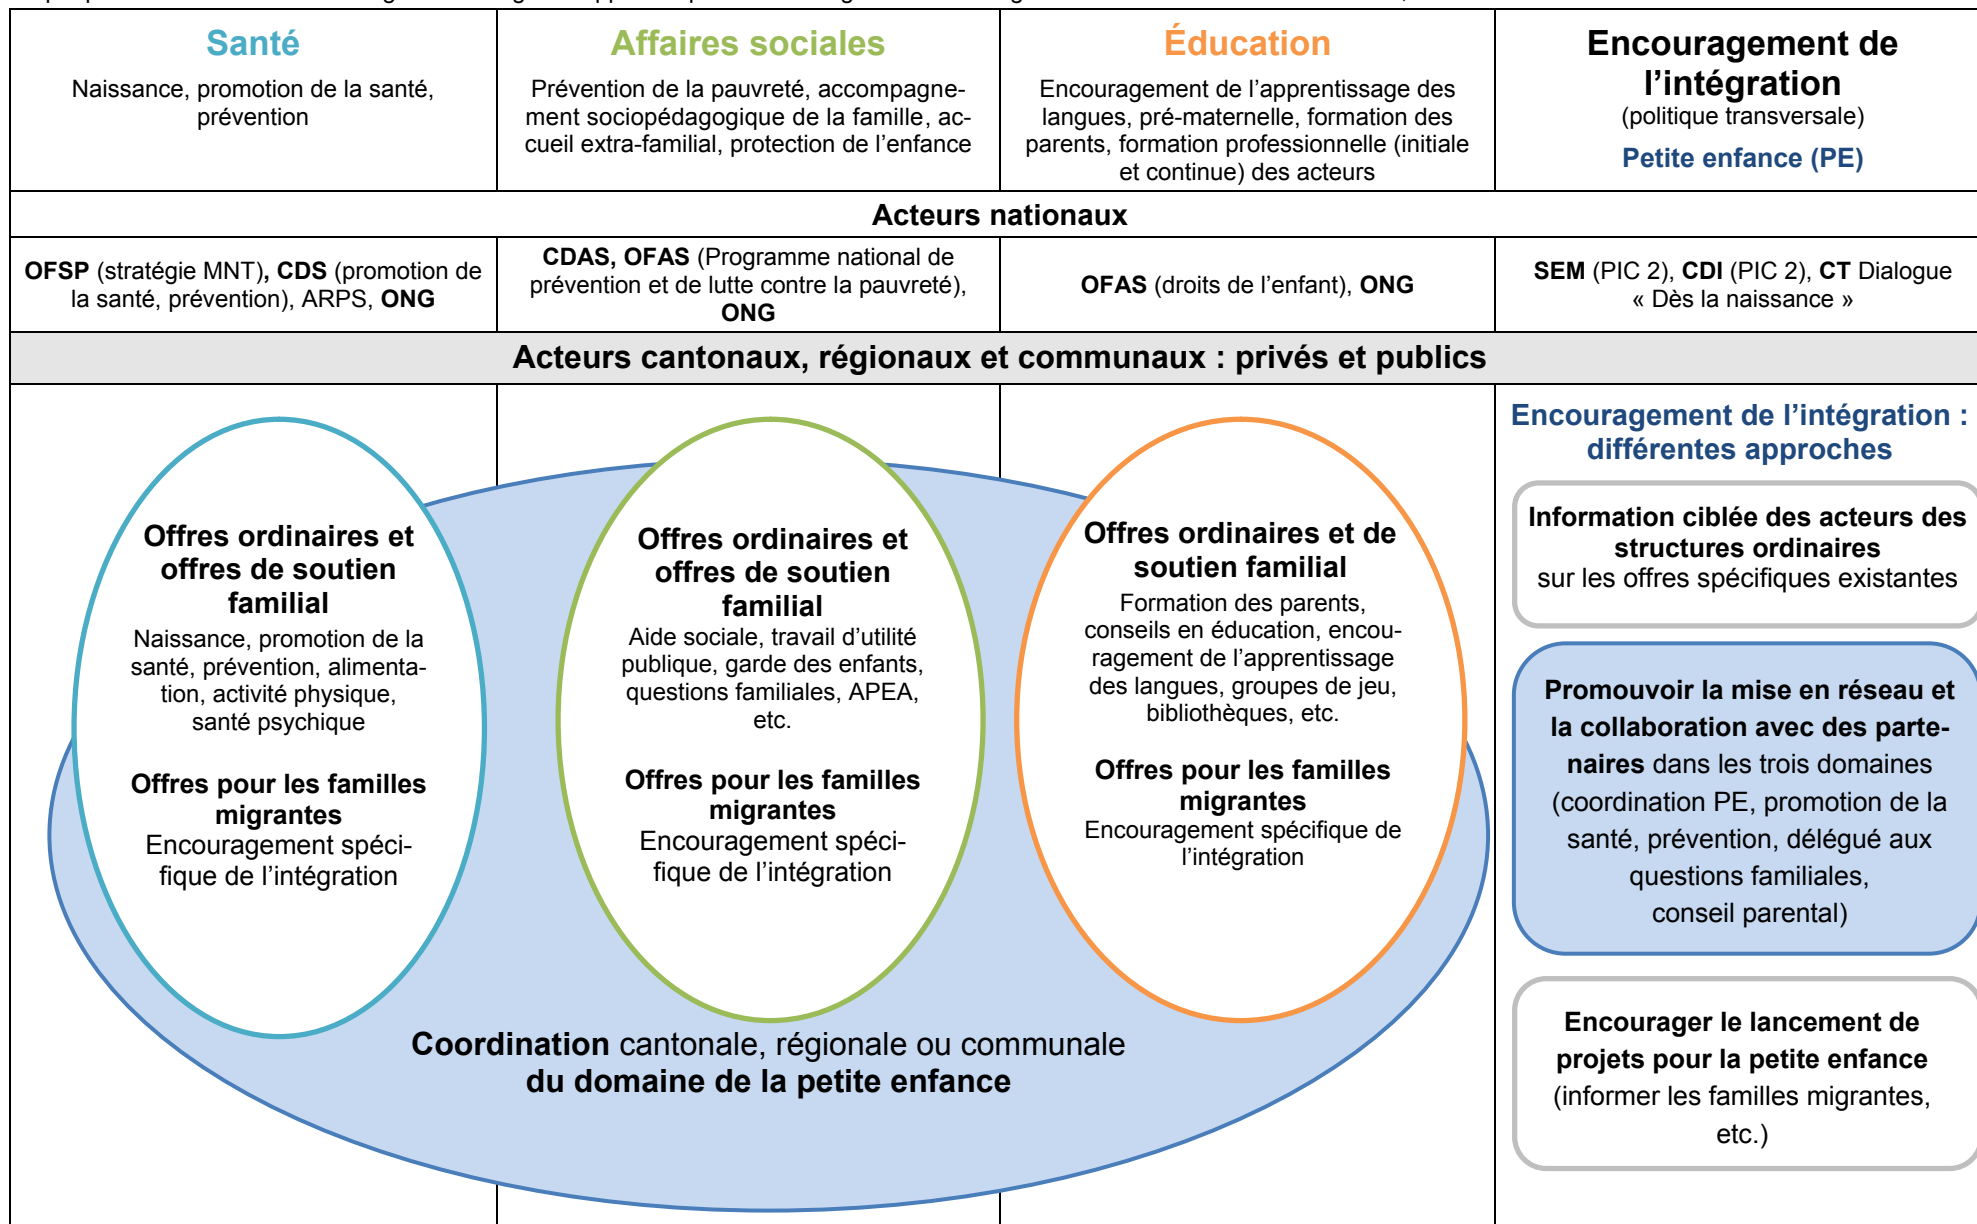 Santé
Naissance, promotion de la santé,
prévention
Affaires sociales
Prévention de la pauvreté, accompagne-
ment sociopédagogique de la famille, ac-
cueil extra-familial, protection de l’enfance
Éducation
Encouragement de l’apprentissage des
langues, pré-maternelle, formation des
parents, formation professionnelle (initiale
et continue) des acteurs
Encouragement de
l’intégration
(politique transversale)
Petite enfance (PE)
Acteurs nationaux
OFSP (stratégie MNT), CDS (promotion de
la santé, prévention), ARPS, ONG
CDAS, OFAS (Programme national de
prévention et de lutte contre la pauvreté),
ONG
OFAS (droits de l’enfant), ONG
SEM (PIC 2), CDI (PIC 2), CT Dialogue
« Dès la naissance »
Acteurs cantonaux, régionaux et communaux : privés et publics
Offres ordinaires et
offres de soutien
familial
Naissance, promotion de la
santé, prévention, alimenta-
tion, activité physique,
santé psychique
Offres pour les familles
migrantes
Encouragement spéci-
fique de l’intégration
Offres ordinaires et
offres de soutien
familial
Aide sociale, travail d’utilité
publique, garde des enfants,
questions familiales, APEA,
etc.
Offres pour les familles
migrantes
Encouragement spéci-
fique de l’intégration
Offres ordinaires et de
soutien familial
Formation des parents,
conseils en éducation, encou-
ragement de l’apprentissage
des langues, groupes de jeu,
bibliothèques, etc.
Offres pour les familles
migrantes
Encouragement spécifique de
l’intégration
Coordination cantonale, régionale ou communale
du domaine de la petite enfance
Encouragement de l’intégration :
différentes approches
Information ciblée des acteurs des
structures ordinaires
sur les offres spécifiques existantes
Promouvoir la mise en réseau et
la collaboration avec des parte-
naires dans les trois domaines
(coordination PE, promotion de la
santé, prévention, délégué aux
questions familiales,
conseil parental)
Encourager le lancement de
projets pour la petite enfance
(informer les familles migrantes,
etc.)